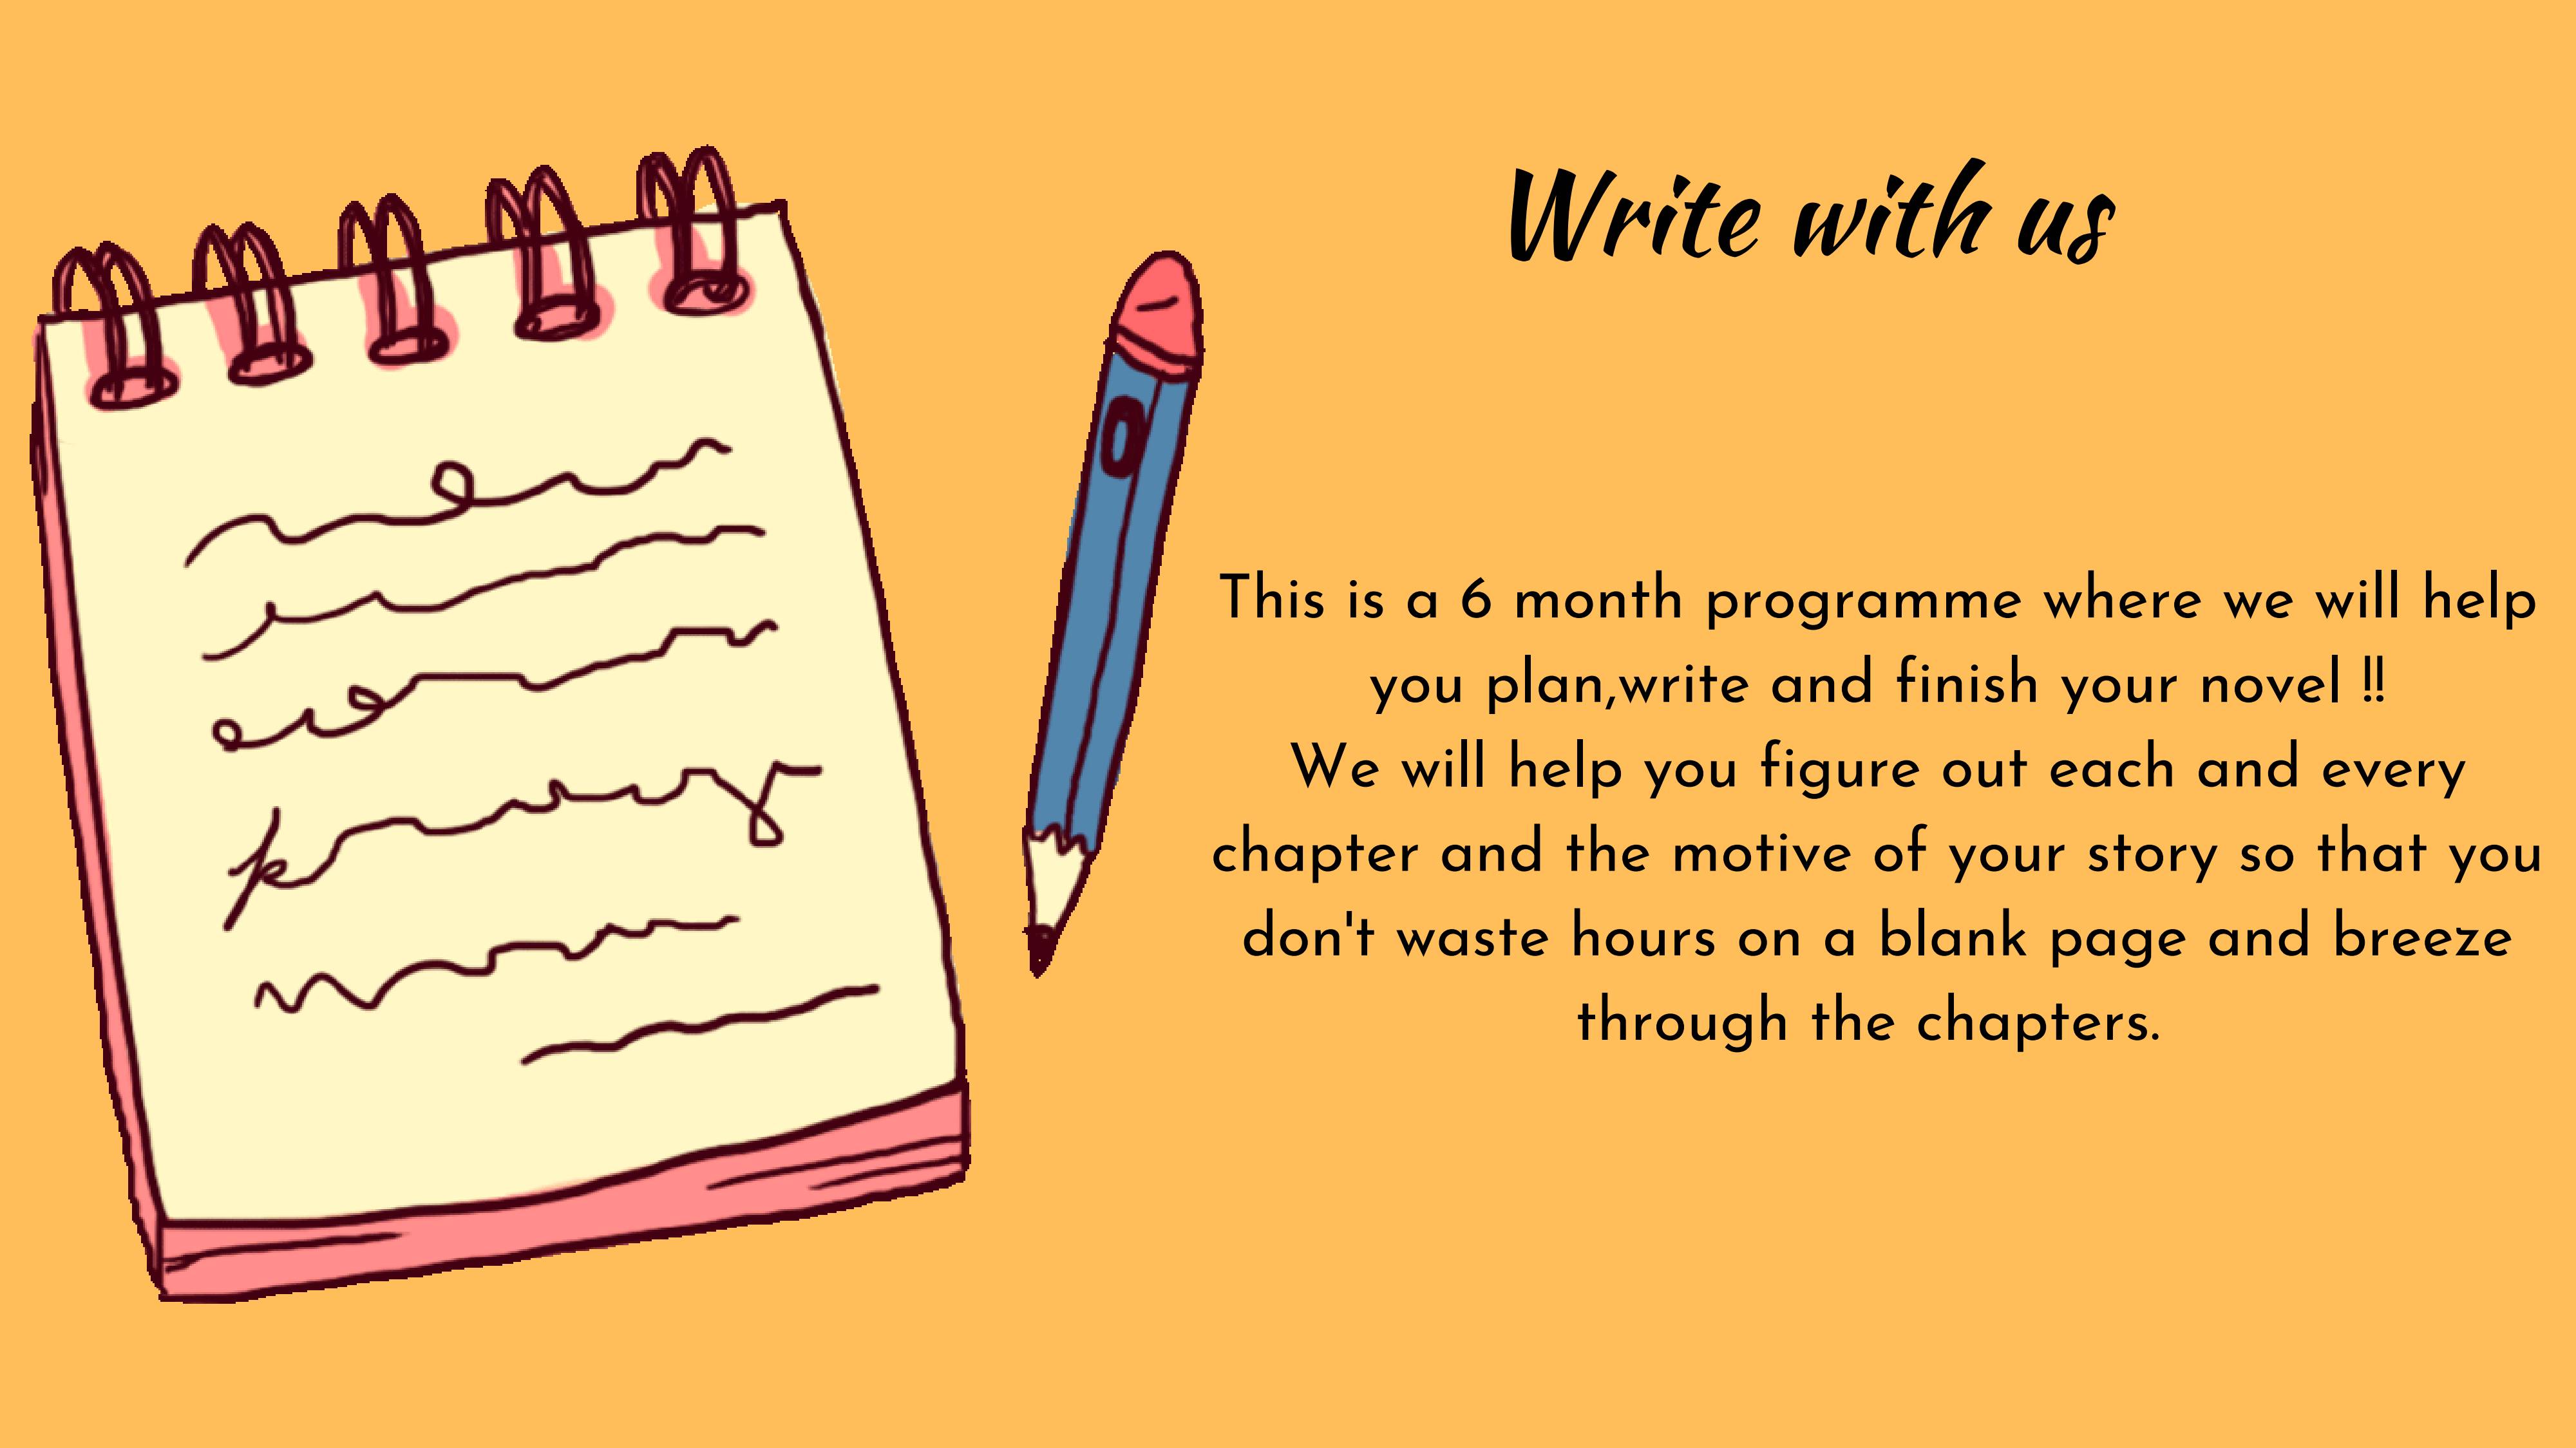 Write with us
This is a 6 month programme where we will help
you plan,write and finish your novel !!
We will help you figure out each and every
chapter and the motive of your story so that you
don't waste hours on a blank page and breeze
through the chapters.